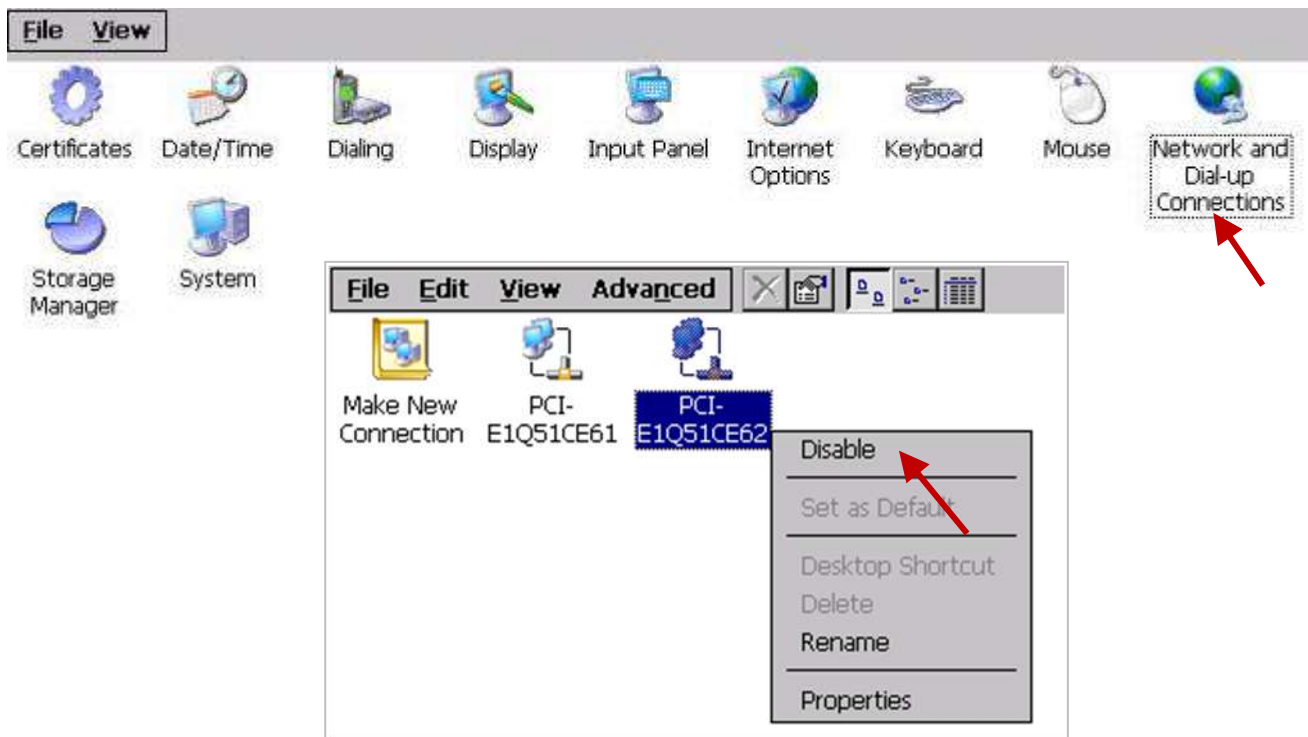 File View
Certificates
Date/Time
Dialing
Display
Input Panel
Internet
Options
Keyboard
Mouse
Network and
Dial-up
Connections
Storage
Manager
System
File Edit View Advanced
Make New
Connection
PCI-
E1Q51CE61
PCI-
E1Q51CE62
Disable
Set as Default
Desktop Shortcut
Delete
Rename
Properties